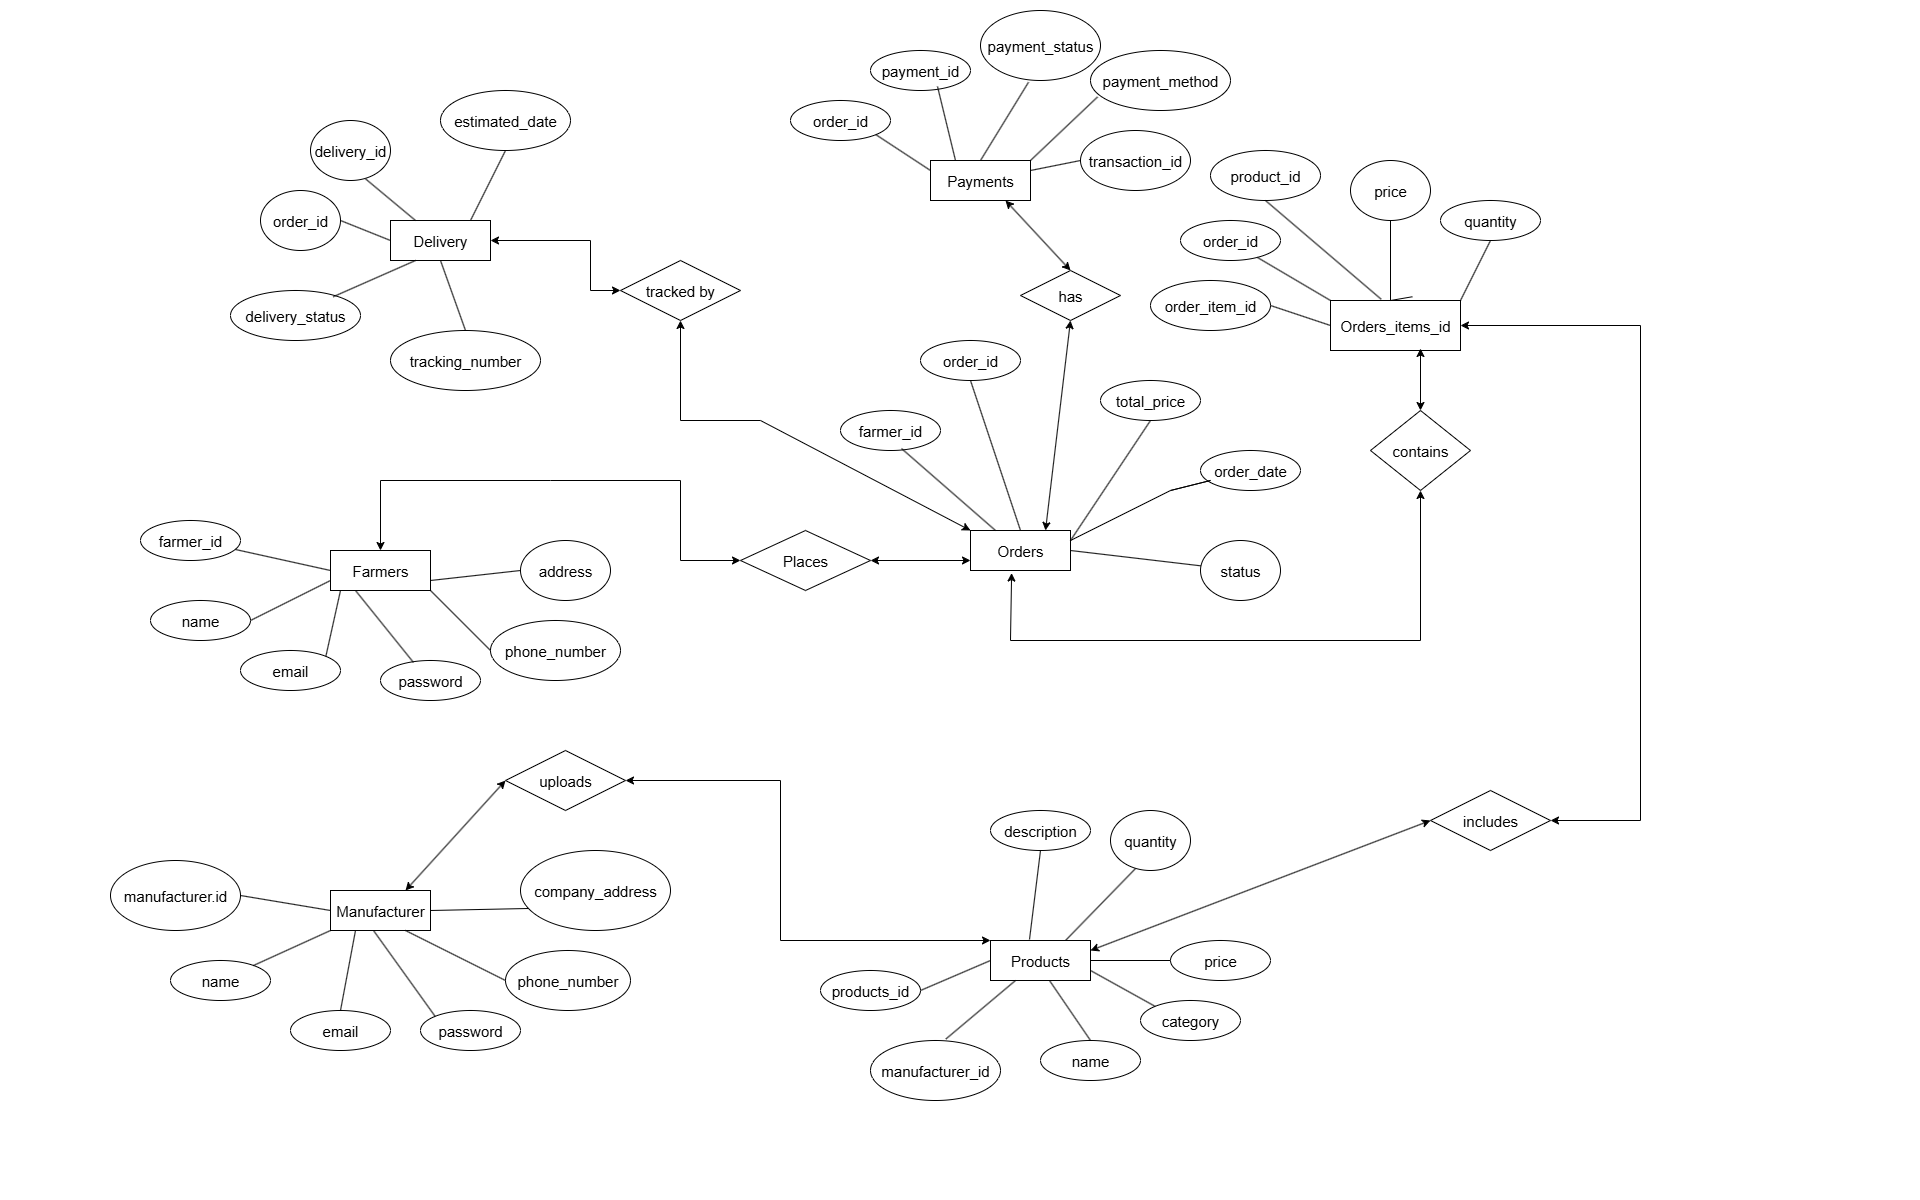 payment_status
payment_id
payment_method
order_id
estimated_date
delivery_id
transaction_id
Payments
product_id
price
quantity
order_id
Delivery
order_id
delivery_status
tracking_number
tracked by
has
order_item_id
Orders_items_id
order_id
total_price
farmer_id
order_date
contains
farmer_id
Farmers
address
name
email
password
phone_number
Places
Orders
status
uploads
description
quantity
includes
manufacturer.id
Manufacturer
company_address
name
email
password
phone_number
Products
price
products_id
category
manufacturer_id
name